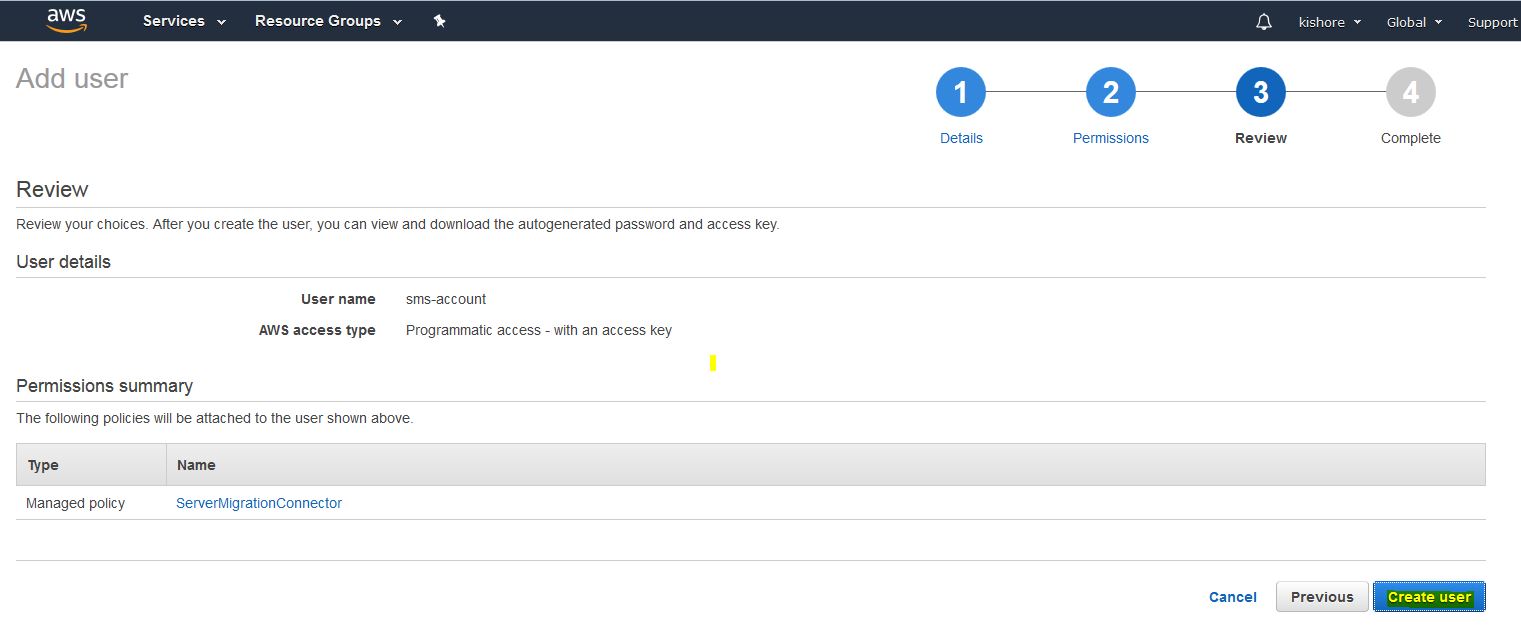 aws Services Resource Groups kishore Global Support
Add user
1 2 3 4
Details Permissions Review Complete
Review
Review your choices. After you create the user, you can view and download the autogenerated password and access key.
User details
User name sms-account
AWS access type Programmatic access - with an access key
Permissions summary
The following policies will be attached to the user shown above.
Type Name
Managed policy ServerMigrationConnector
Cancel Previous Create user